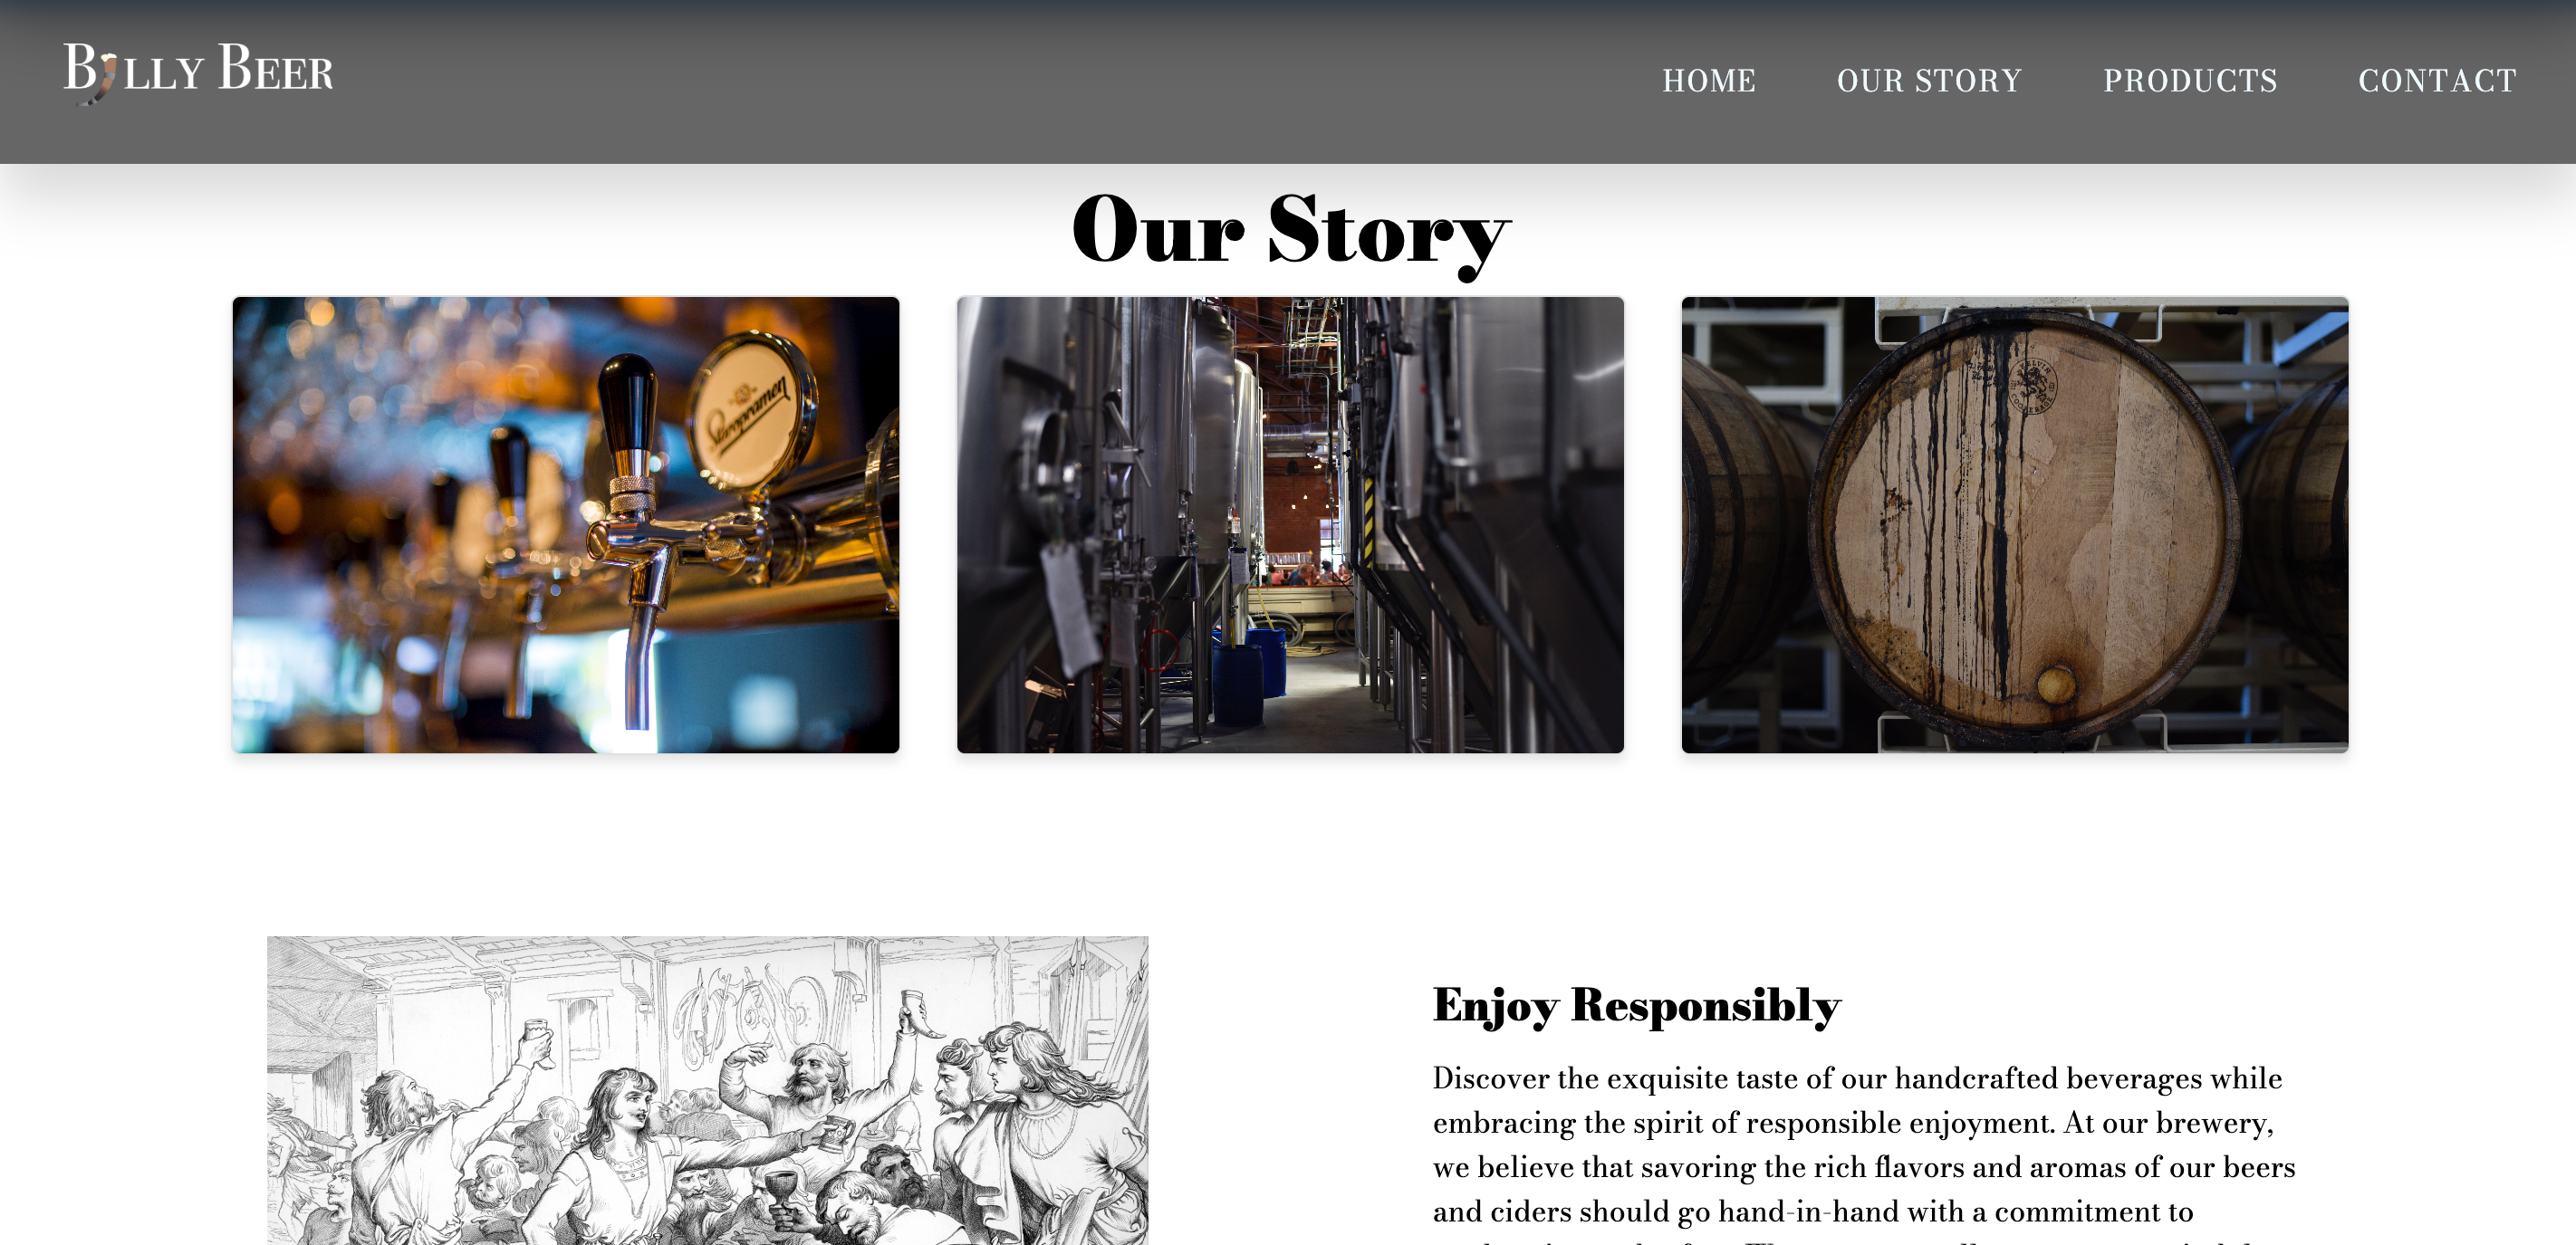 Billy Beer
HOME
OUR STORY
PRODUCTS
CONTACT
Our Story
Staropramen
COOPERAGE
Enjoy Responsibly
Discover the exquisite taste of our handcrafted beverages while
embracing the spirit of responsible enjoyment. At our brewery,
we believe that savoring the rich flavors and aromas of our beers
and ciders should go hand-in-hand with a commitment to